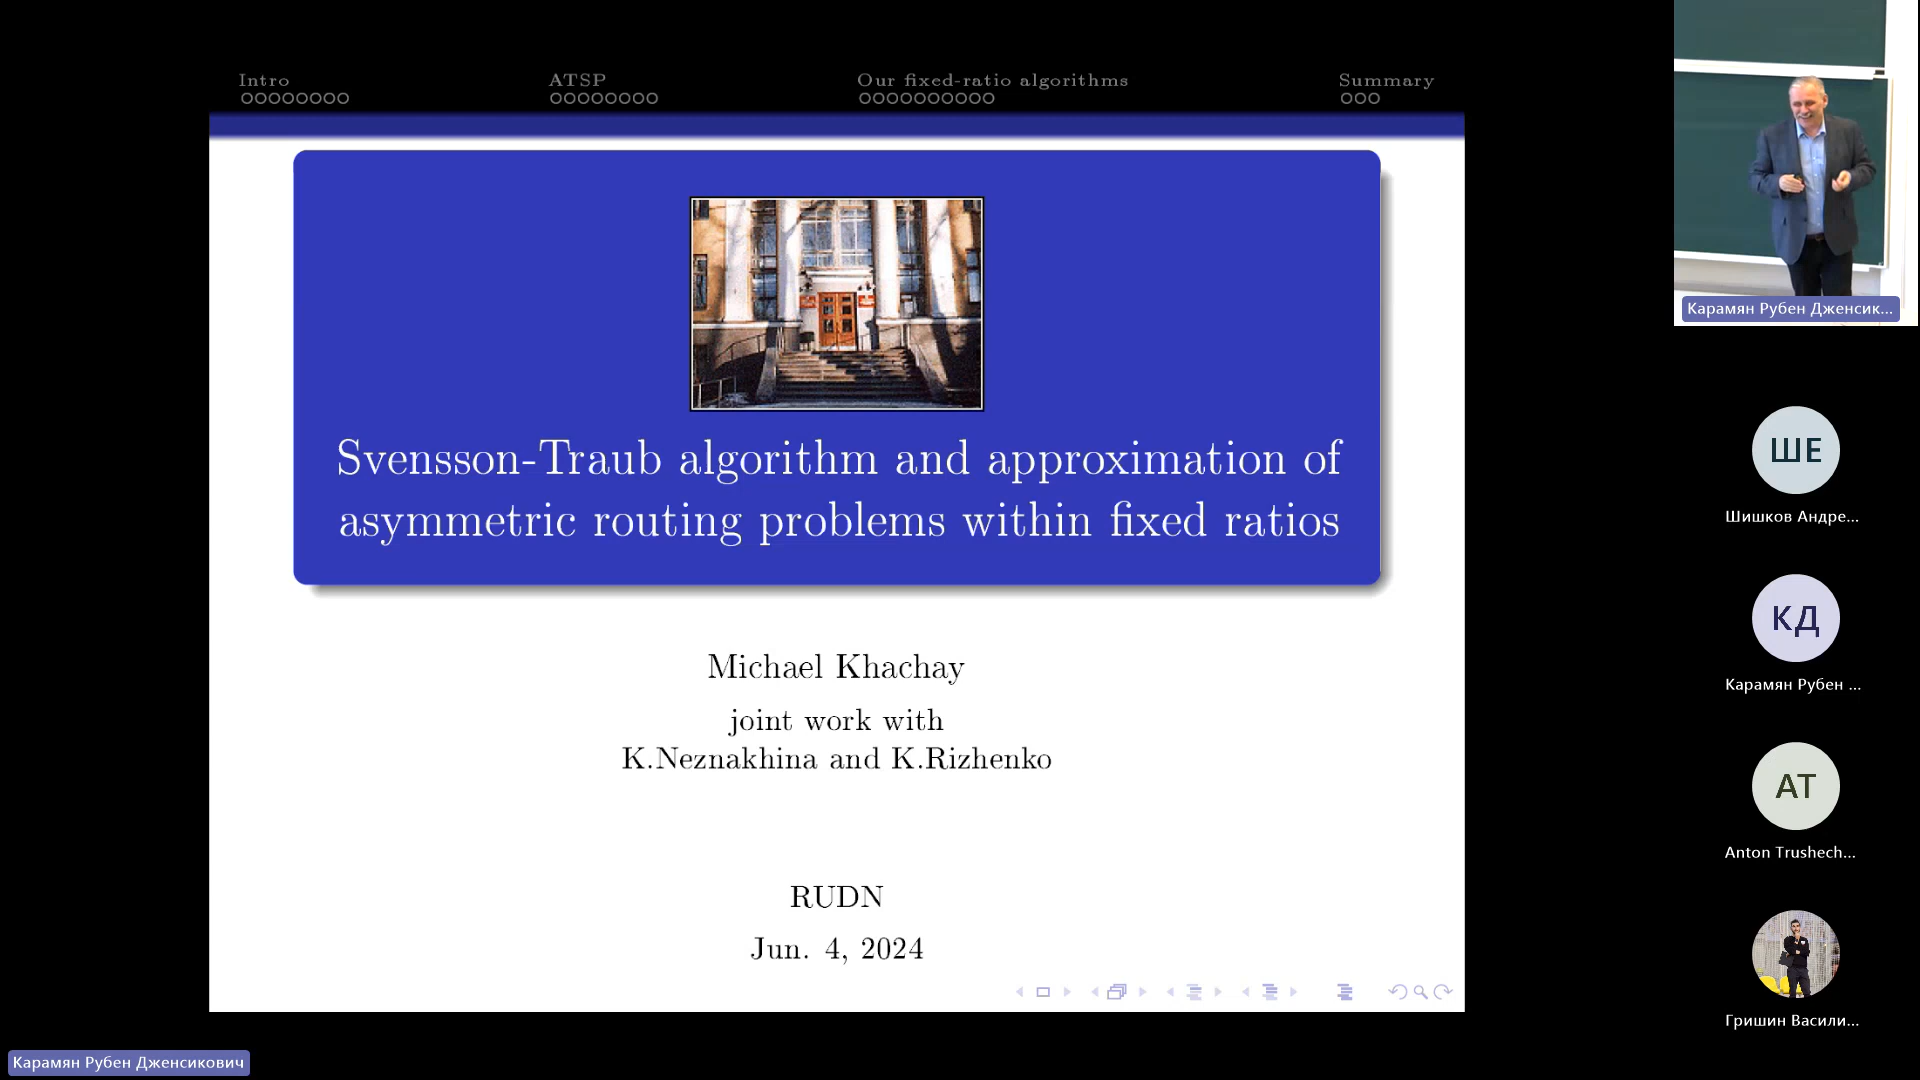 Intro
ATSP
Our fixed-ratio algorithms
Summary
Svensson-Traub algorithm and approximation of
asymmetric routing problems within fixed ratios
Michael Khachay
joint work with
K.Neznakhina and K.Rizhenko
RUDN
Jun. 4, 2024
Карамян Рубен Дженсик...
ШЕ
Шишков Андре...
КД
Карамян Рубен ...
AT
Anton Trushech...
Гришин Васили...
Карамян Рубен Дженсикович